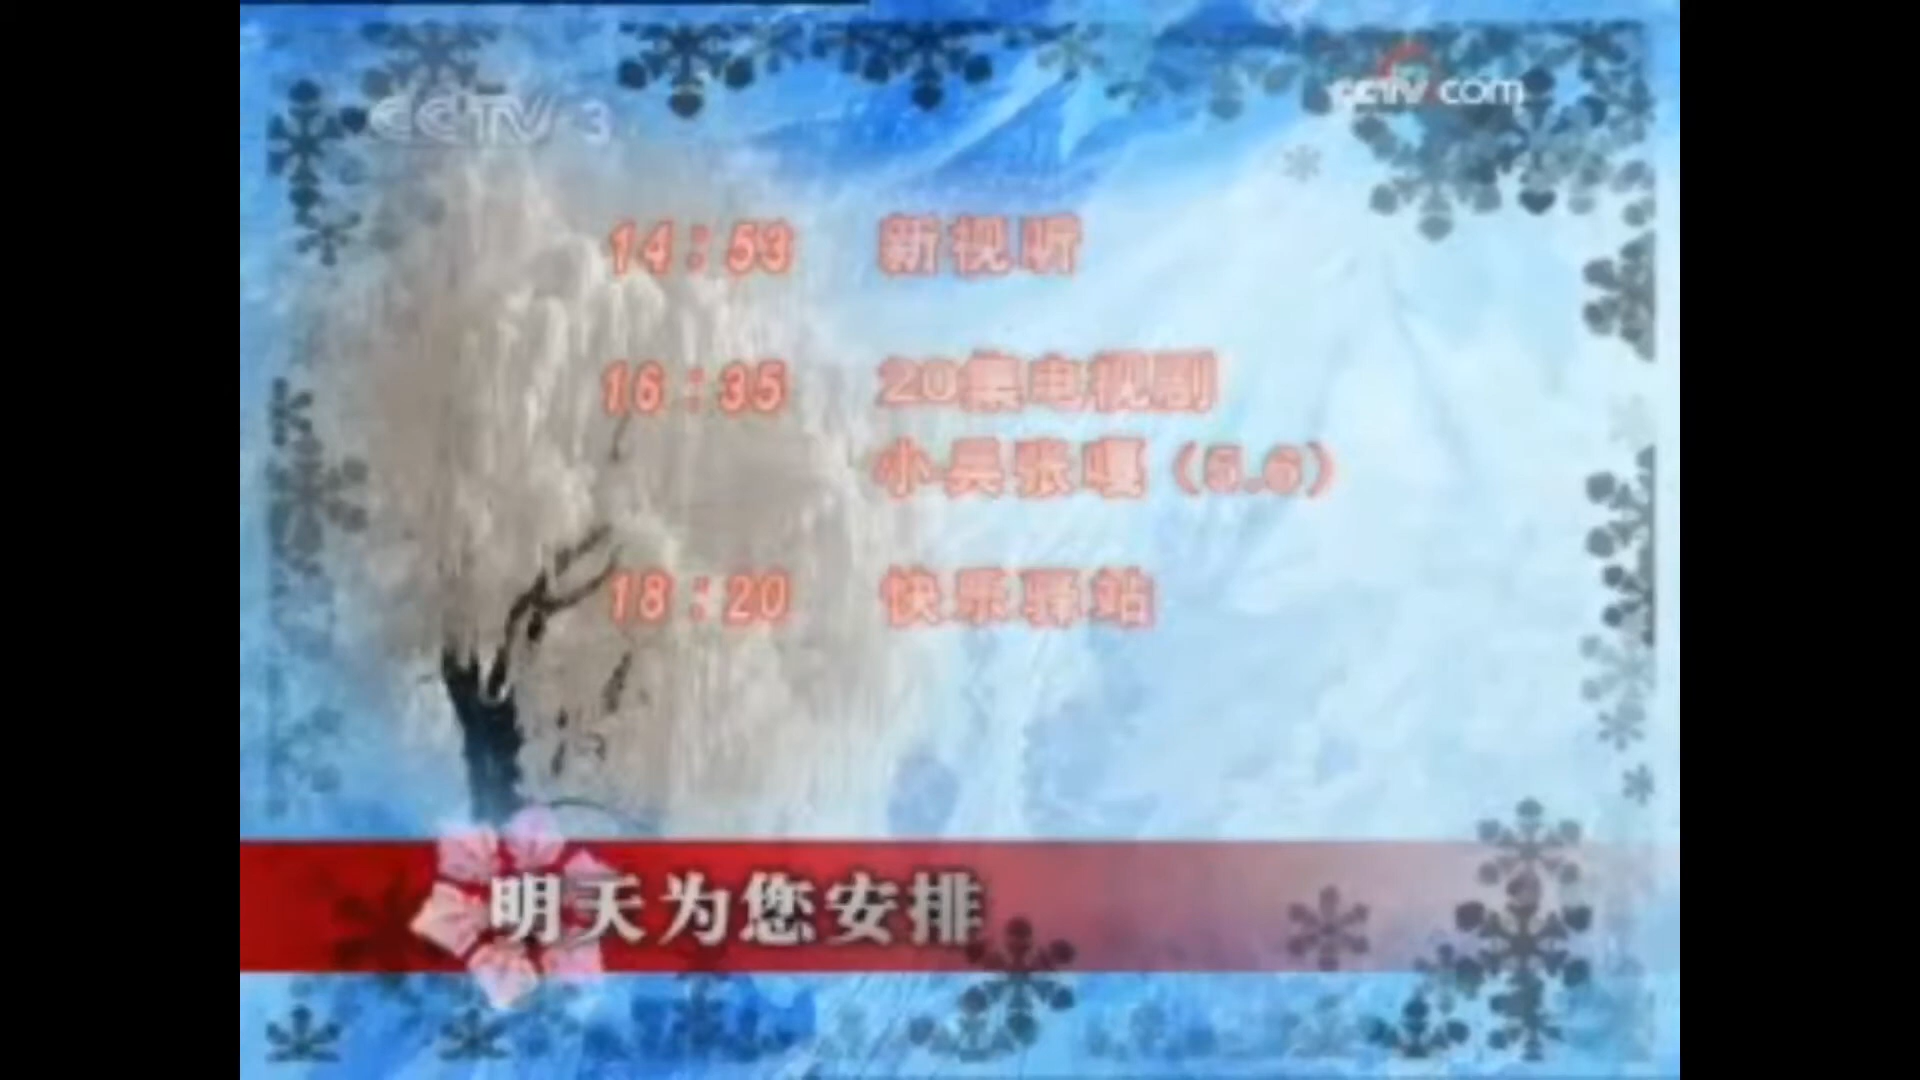 CCTV 3
cctv.com
14:53 新视听
16:35 20集电视剧
小兵张嘎（5.6）
18:20 快乐驿站
明天为您安排